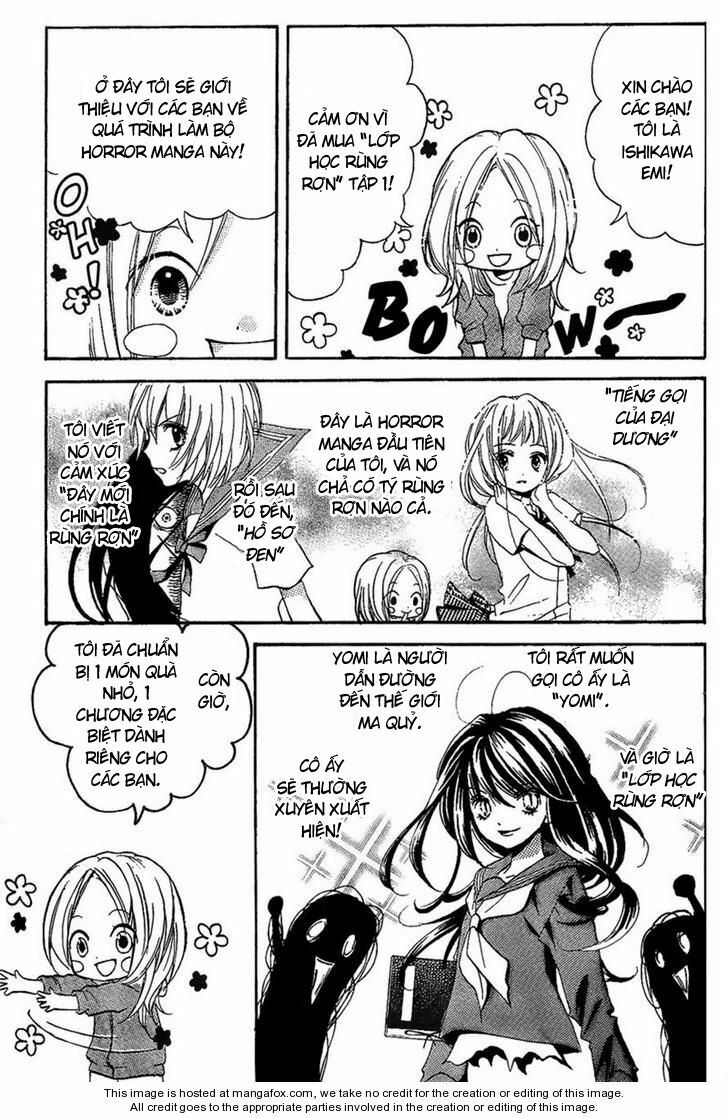 XIN CHÀO
CÁC BẠN!
TÔI LÀ
ISHIKAWA
EMI!
CẢM ƠN VÌ
ĐÃ MUA "LỚP
HỌC RÙNG
RỢN" TẬP 1!
BOW
Ở ĐÂY TÔI SẼ GIỚI
THIỆU VỚI CÁC BẠN VỀ
QUÁ TRÌNH LÀM BỘ
HORROR MANGA NÀY!
OH!
"TIẾNG GỌI
CỦA ĐẠI
DƯƠNG"
ĐÂY LÀ HORROR
MANGA ĐẦU TIÊN
CỦA TÔI, VÀ NÓ
CHẢ CÓ TÝ RÙNG
RỢN NÀO CẢ.
RỒI SAU
ĐÓ ĐẾN,
"HỒ SƠ
ĐEN"
TÔI VIẾT
NÓ VỚI
CẢM XÚC
"ĐÂY MỚI
CHÍNH LÀ
RÙNG RỢN"
VÀ GIỜ LÀ
"LỚP HỌC
RÙNG RỢN"
TÔI RẤT MUỐN
GỌI CÔ ẤY LÀ
"YOMI".
YOMI LÀ NGƯỜI
DẪN ĐƯỜNG
ĐẾN THẾ GIỚI
MA QUỶ.
CÔ ẤY
SẼ THƯỜNG
XUYÊN XUẤT
HIỆN!
CÒN
GIỜ,
TÔI ĐÃ CHUẨN
BỊ 1 MÓN QUÀ
NHỎ, 1
CHƯƠNG ĐẶC
BIỆT DÀNH
RIÊNG CHO
CÁC BẠN.
This image is hosted at mangafox.com, we take no credit for the creation or editing of this image.
All credit goes to the appropriate parties involved in the creation or editing of this image.